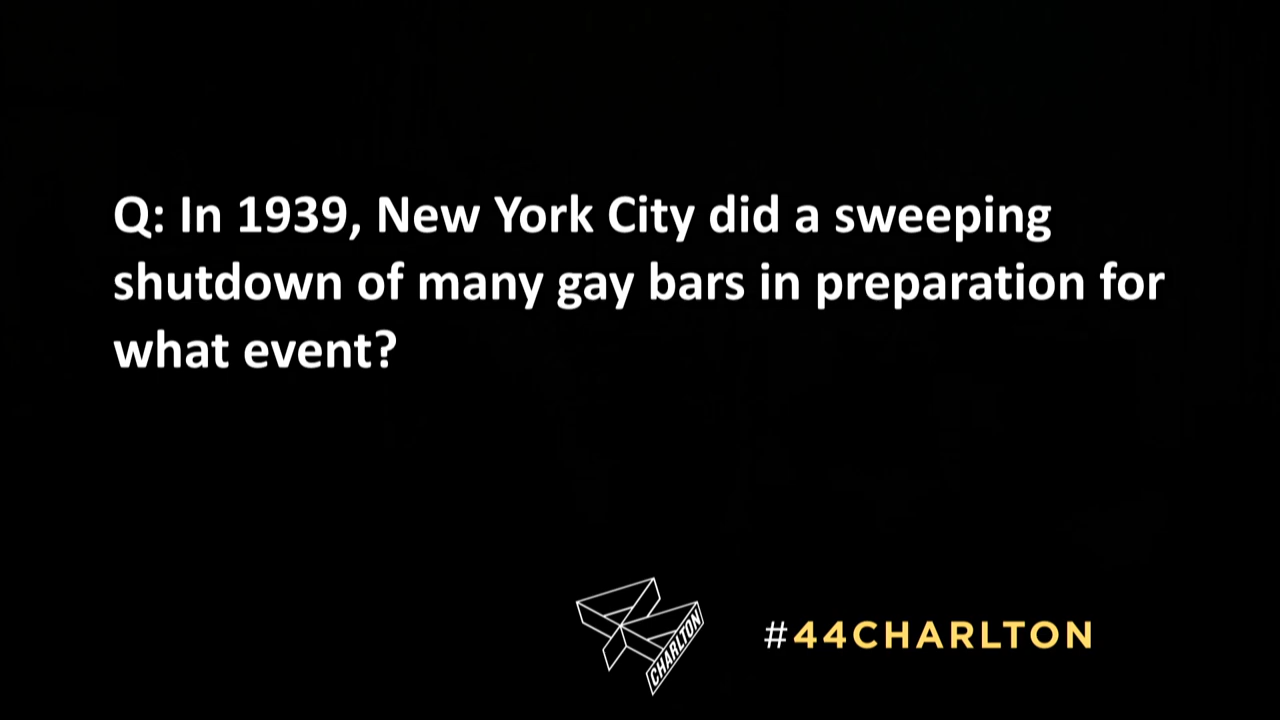 Q: In 1939, New York City did a sweeping
shutdown of many gay bars in preparation for
what event?
CHARLTON
#44CHARLTON